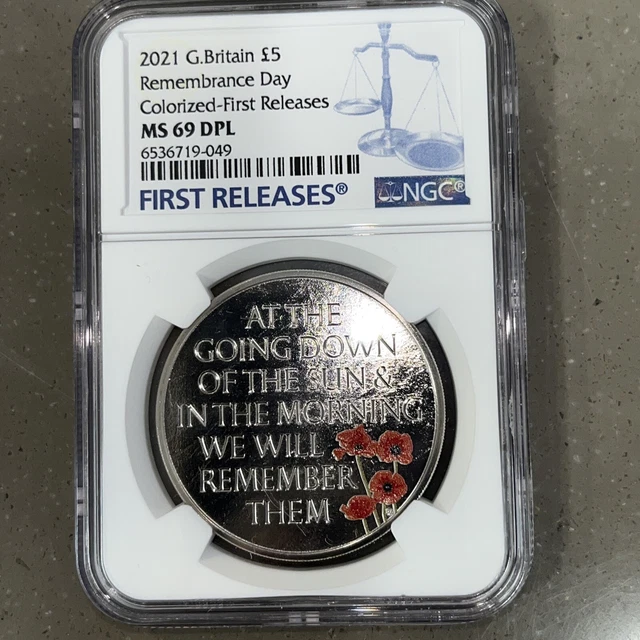 2021 G.Britain £5
Remembrance Day
Colorized-First Releases
MS 69 DPL
6536719-049
FIRST RELEASES®
NGC®
AT THE
GOING DOWN
OF THE SUN &
IN THE MORNING
WE WILL
REMEMBER
THEM